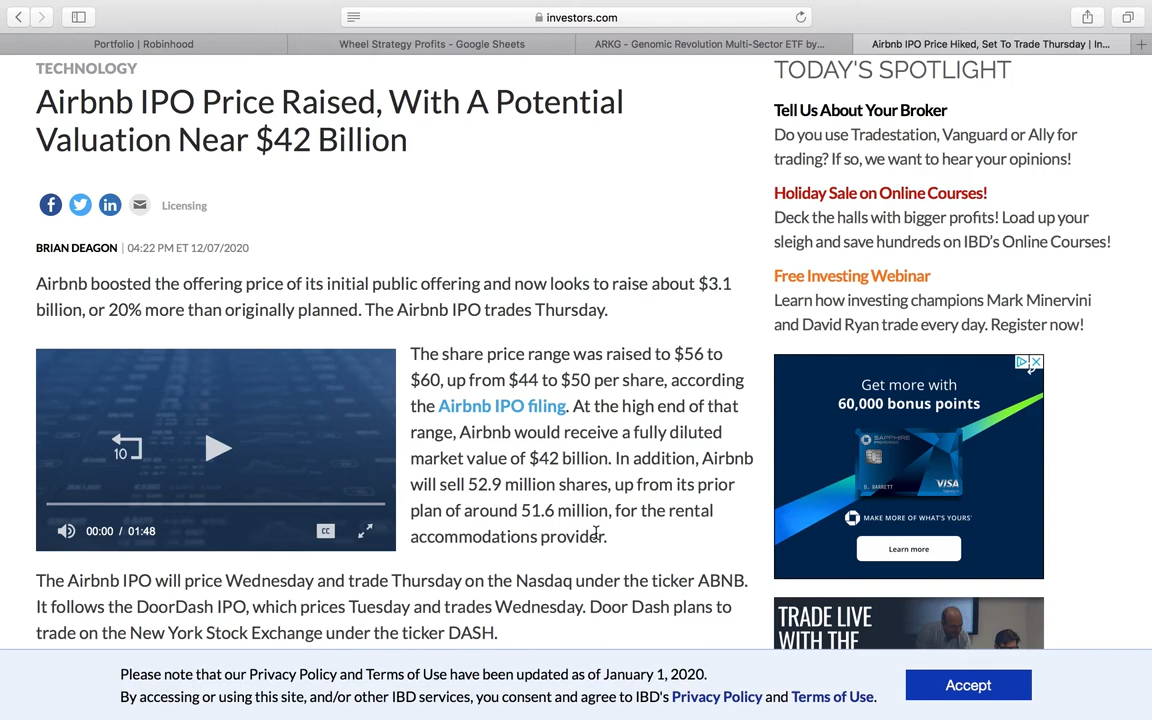 investors.com
Portfolio | Robinhood
Wheel Strategy Profits - Google Sheets
ARKG - Genomic Revolution Multi-Sector ETF by...
Airbnb IPO Price Hiked, Set To Trade Thursday | In...
TECHNOLOGY
Airbnb IPO Price Raised, With A Potential
Valuation Near $42 Billion
Licensing
BRIAN DEAGON | 04:22 PM ET 12/07/2020
Airbnb boosted the offering price of its initial public offering and now looks to raise about $3.1
billion, or 20% more than originally planned. The Airbnb IPO trades Thursday.
10
00:00 / 01:48
CC
The share price range was raised to $56 to
$60, up from $44 to $50 per share, according
the Airbnb IPO filing. At the high end of that
range, Airbnb would receive a fully diluted
market value of $42 billion. In addition, Airbnb
will sell 52.9 million shares, up from its prior
plan of around 51.6 million, for the rental
accommodations provider.
The Airbnb IPO will price Wednesday and trade Thursday on the Nasdaq under the ticker ABNB.
It follows the DoorDash IPO, which prices Tuesday and trades Wednesday. Door Dash plans to
trade on the New York Stock Exchange under the ticker DASH.
TODAY'S SPOTLIGHT
Tell Us About Your Broker
Do you use Tradestation, Vanguard or Ally for
trading? If so, we want to hear your opinions!
Holiday Sale on Online Courses!
Deck the halls with bigger profits! Load up your
sleigh and save hundreds on IBD's Online Courses!
Free Investing Webinar
Learn how investing champions Mark Minervini
and David Ryan trade every day. Register now!
Get more with
60,000 bonus points
SAPPHIRE
D. BARRETT
VISA
MAKE MORE OF WHAT'S YOURS
Learn more
TRADE LIVE
WITH THE
Please note that our Privacy Policy and Terms of Use have been updated as of January 1, 2020.
By accessing or using this site, and/or other IBD services, you consent and agree to IBD's Privacy Policy and Terms of Use.
Accept